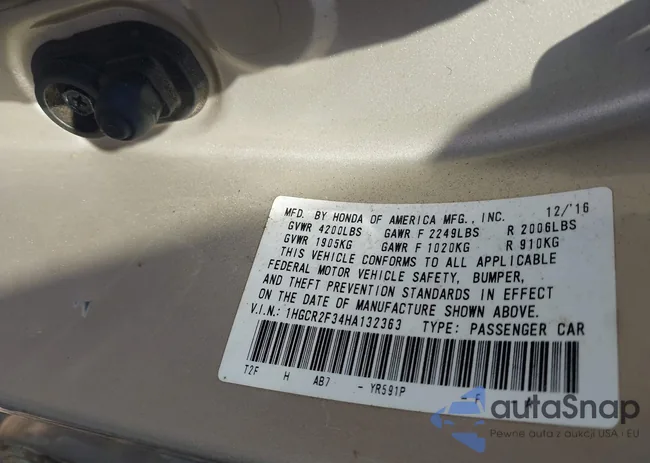 MFD. BY HONDA OF AMERICA MFG., INC. 12/'16
GVWR 4200LBS GAWR F 2249LBS R 2006LBS
GVWR 1905KG GAWR F 1020KG R 910KG
THIS VEHICLE CONFORMS TO ALL APPLICABLE
FEDERAL MOTOR VEHICLE SAFETY, BUMPER,
AND THEFT PREVENTION STANDARDS IN EFFECT
ON THE DATE OF MANUFACTURE SHOWN ABOVE.
V.I.N.: 1HGCR2F34HA132363 TYPE: PASSENGER CAR
T2F H AB7 - YR591P
autaSnap
Pewne auta z aukcji USA i EU